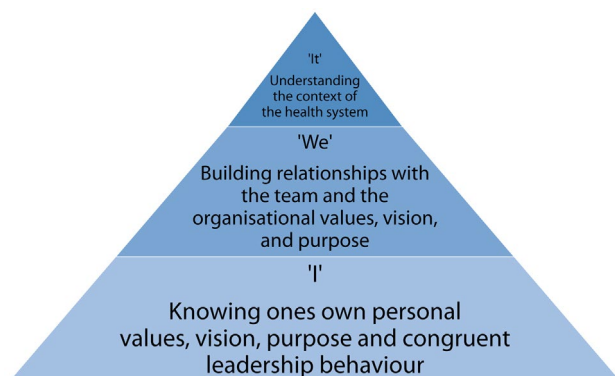 'It'
Understanding
the context of
the health system
'We'
Building relationships with
the team and the
organisational values, vision,
and purpose
'I'
Knowing ones own personal
values, vision, purpose and congruent
leadership behaviour